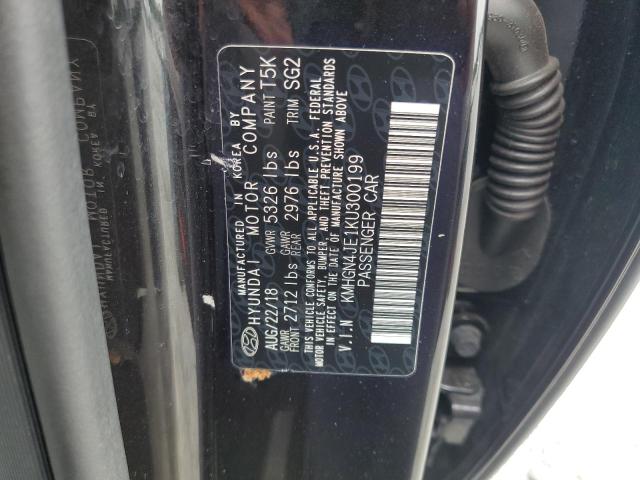 MANUFACTURED IN KOREA BY
HYUNDAI MOTOR COMPANY
AUG/22/18 GVWR 5326 lbs PAINT T5K
GAWR FRONT 2712 lbs GAWR REAR 2976 lbs TRIM SG2
THIS VEHICLE CONFORMS TO ALL APPLICABLE U.S.A. FEDERAL
MOTOR VEHICLE SAFETY, BUMPER, AND THEFT PREVENTION STANDARDS
IN EFFECT ON THE DATE OF MANUFACTURE SHOWN ABOVE
V.I.N KMHGN4JE1KU300199
PASSENGER CAR